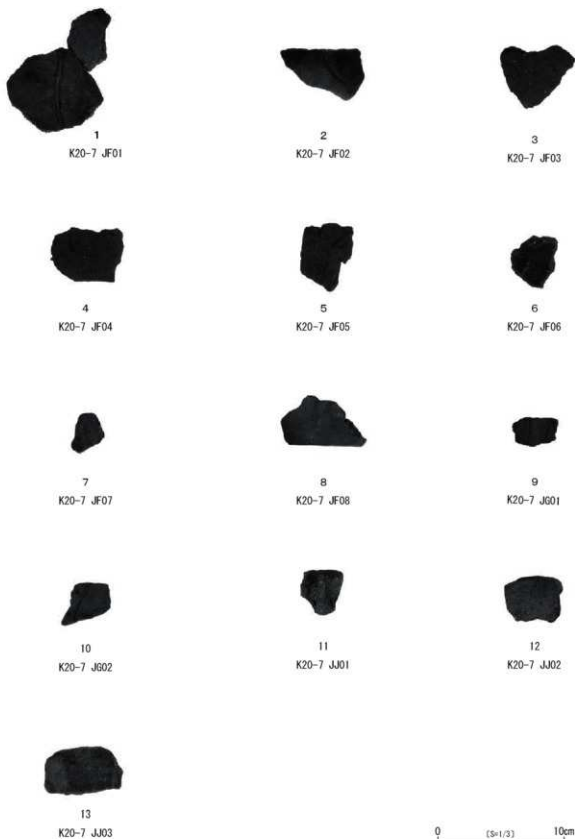 1
K20-7 JF01
2
K20-7 JF02
3
K20-7 JF03
4
K20-7 JF04
5
K20-7 JF05
6
K20-7 JF06
7
K20-7 JF07
8
K20-7 JF08
9
K20-7 JG01
10
K20-7 JG02
11
K20-7 JJ01
12
K20-7 JJ02
13
K20-7 JJ03
0 [S=1/3] 10cm